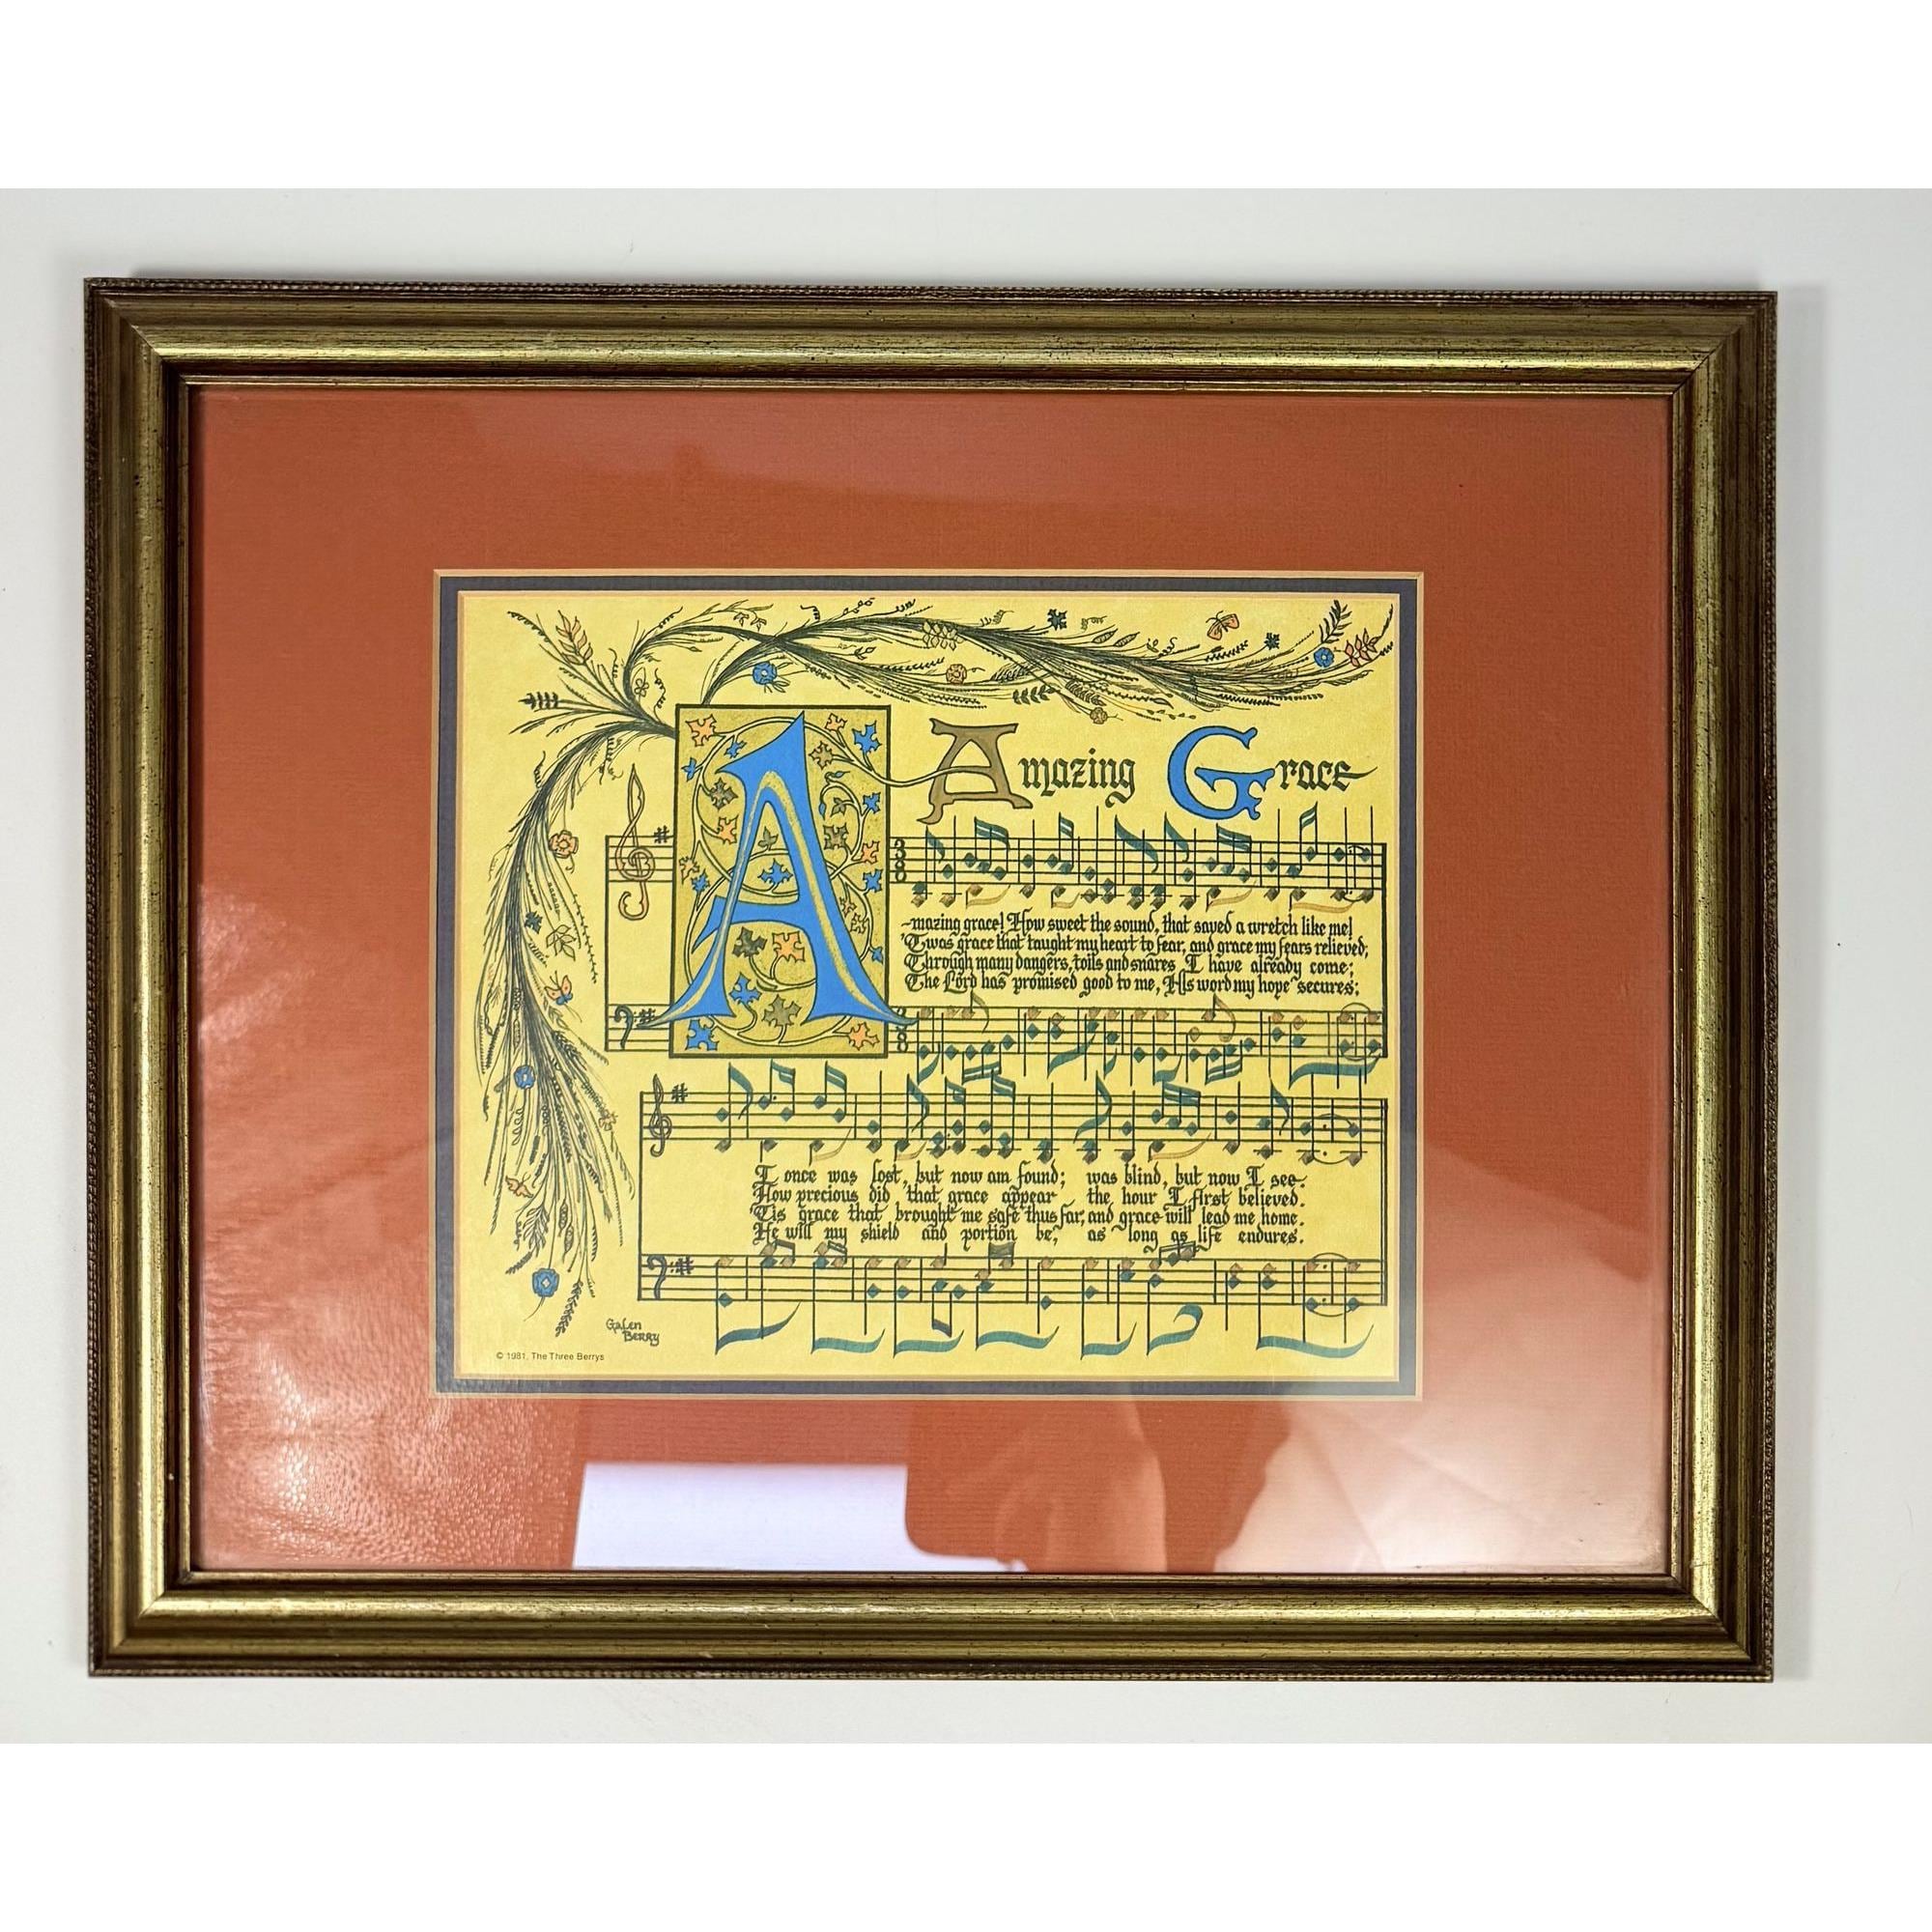 Amazing Grace
A
~mazing grace! How sweet the sound, that saved a wretch like me!
'Twas grace that taught my heart to fear, and grace my fears relieved;
Through many dangers, toils and snares I have already come;
The Lord has promised good to me, His word my hope secures;
I once was lost, but now am found; was blind, but now I see.
How precious did that grace appear the hour I first believed.
Tis grace that brought me safe thus far, and grace will lead me home.
He will my shield and portion be, as long as life endures.
Galen
Berry
© 1981, The Three Berrys